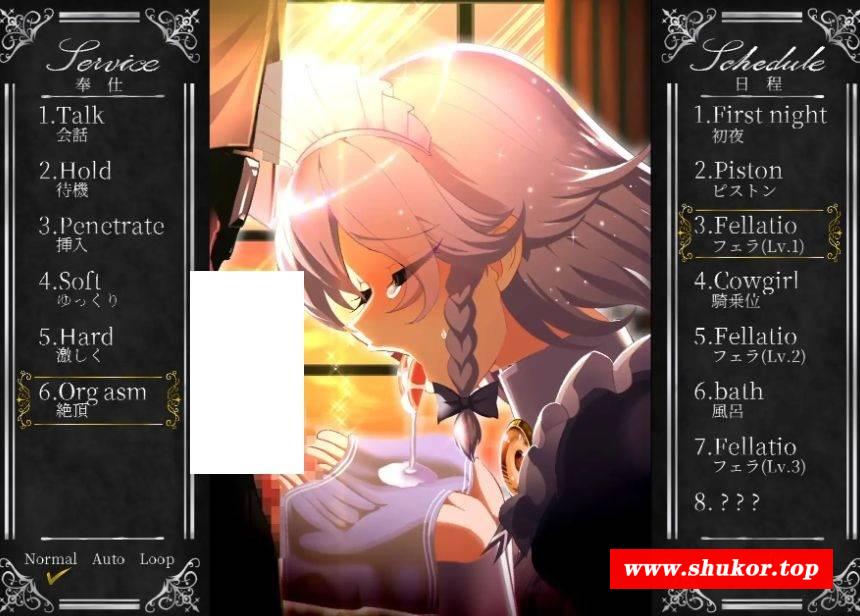 Service
奉仕
1.Talk
会話
2.Hold
待機
3.Penetrate
挿入
4.Soft
ゆっくり
5.Hard
激しく
6.Orgasm
絶頂
Normal Auto Loop
Schedule
日程
1.First night
初夜
2.Piston
ピストン
3.Fellatio
フェラ(Lv.1)
4.Cowgirl
騎乗位
5.Fellatio
フェラ(Lv.2)
6.bath
風呂
7.Fellatio
フェラ(Lv.3)
8.???
www.shukor.top